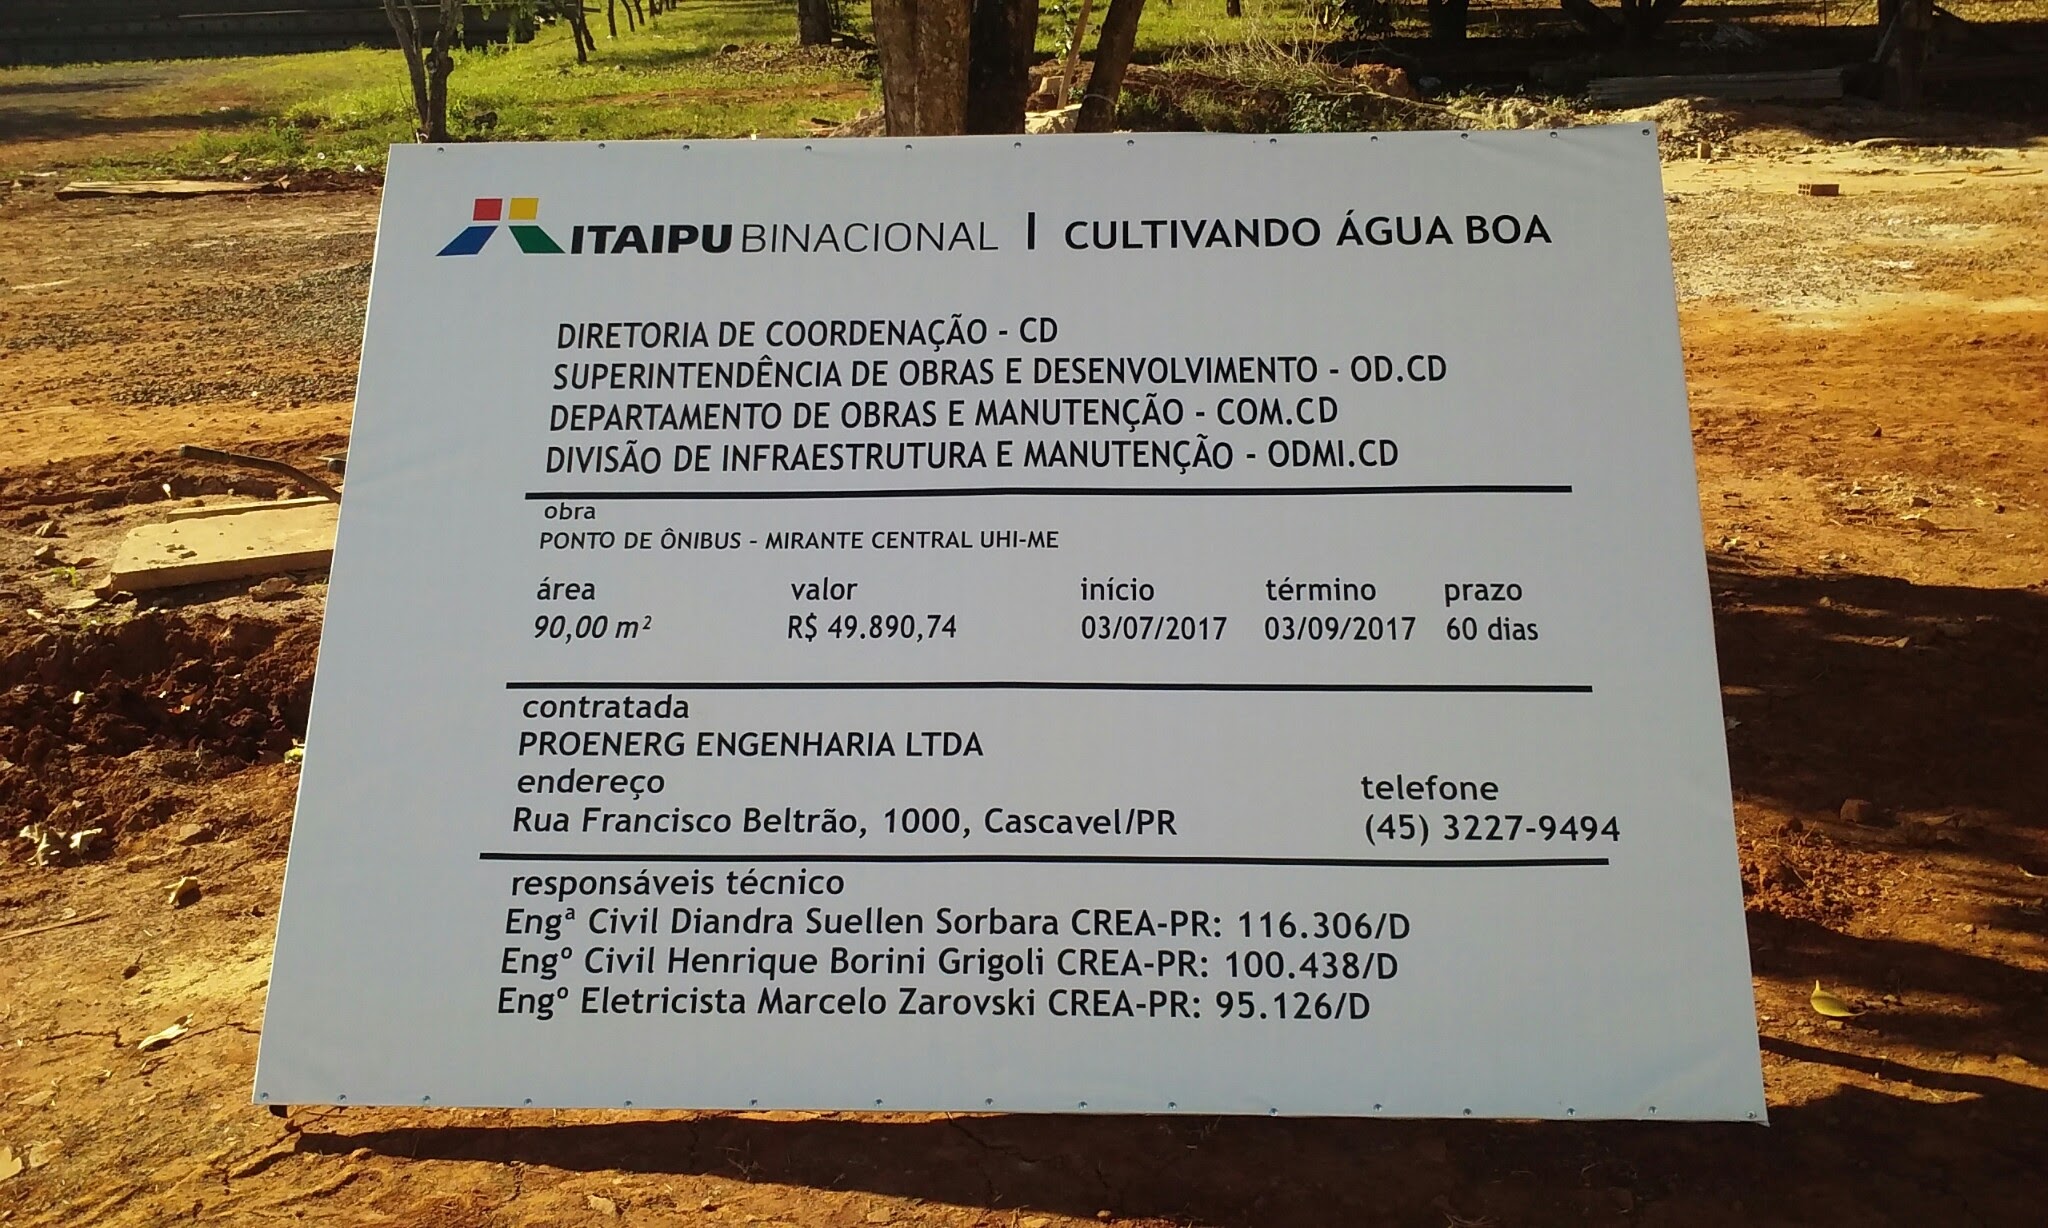 ITAIPU BINACIONAL | CULTIVANDO ÁGUA BOA
DIRETORIA DE COORDENAÇÃO - CD
SUPERINTENDÊNCIA DE OBRAS E DESENVOLVIMENTO - OD.CD
DEPARTAMENTO DE OBRAS E MANUTENÇÃO - COM.CD
DIVISÃO DE INFRAESTRUTURA E MANUTENÇÃO - ODMI.CD
obra
PONTO DE ÔNIBUS - MIRANTE CENTRAL UHI-ME
área valor início término prazo
90,00 m² R$ 49.890,74 03/07/2017 03/09/2017 60 dias
contratada
PROENERG ENGENHARIA LTDA
endereço telefone
Rua Francisco Beltrão, 1000, Cascavel/PR (45) 3227-9494
responsáveis técnico
Engª Civil Diandra Suellen Sorbara CREA-PR: 116.306/D
Engº Civil Henrique Borini Grigoli CREA-PR: 100.438/D
Engº Eletricista Marcelo Zarovski CREA-PR: 95.126/D